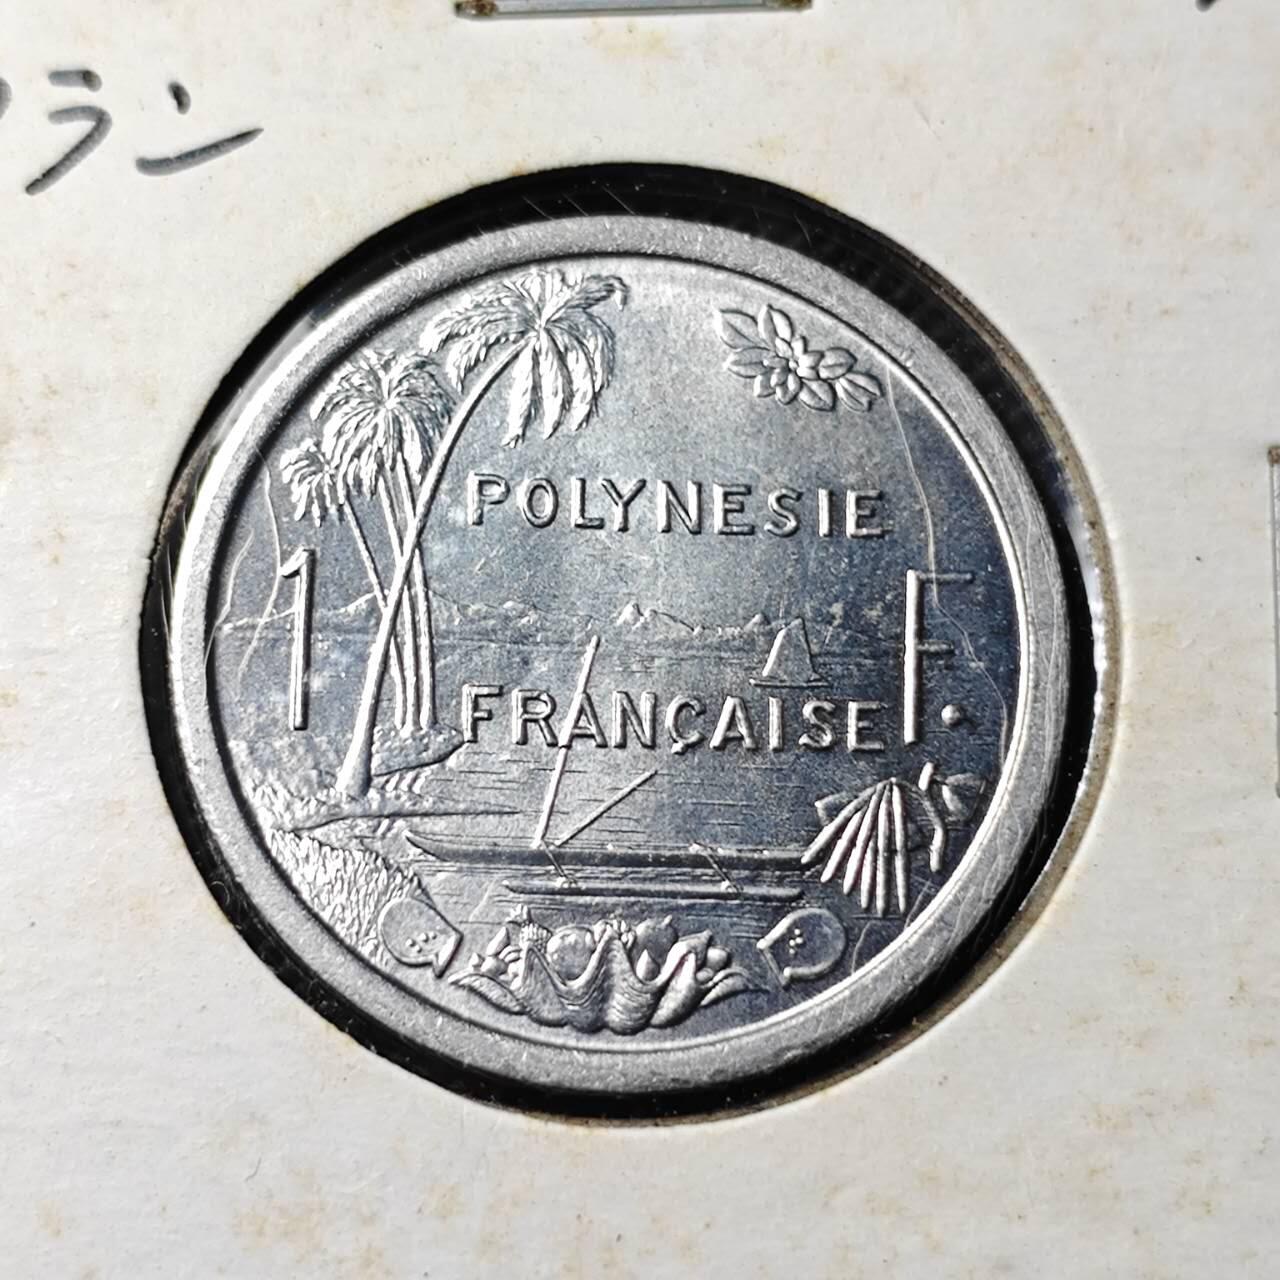 ラン
POLYNESIE
1 F.
FRANÇAISE